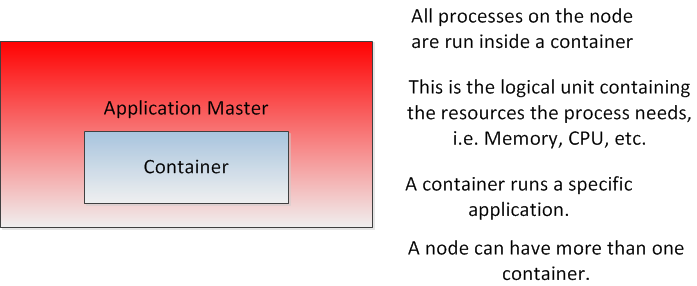 Application Master
Container
All processes on the node
are run inside a container
This is the logical unit containing
the resources the process needs,
i.e. Memory, CPU, etc.
A container runs a specific
application.
A node can have more than one
container.